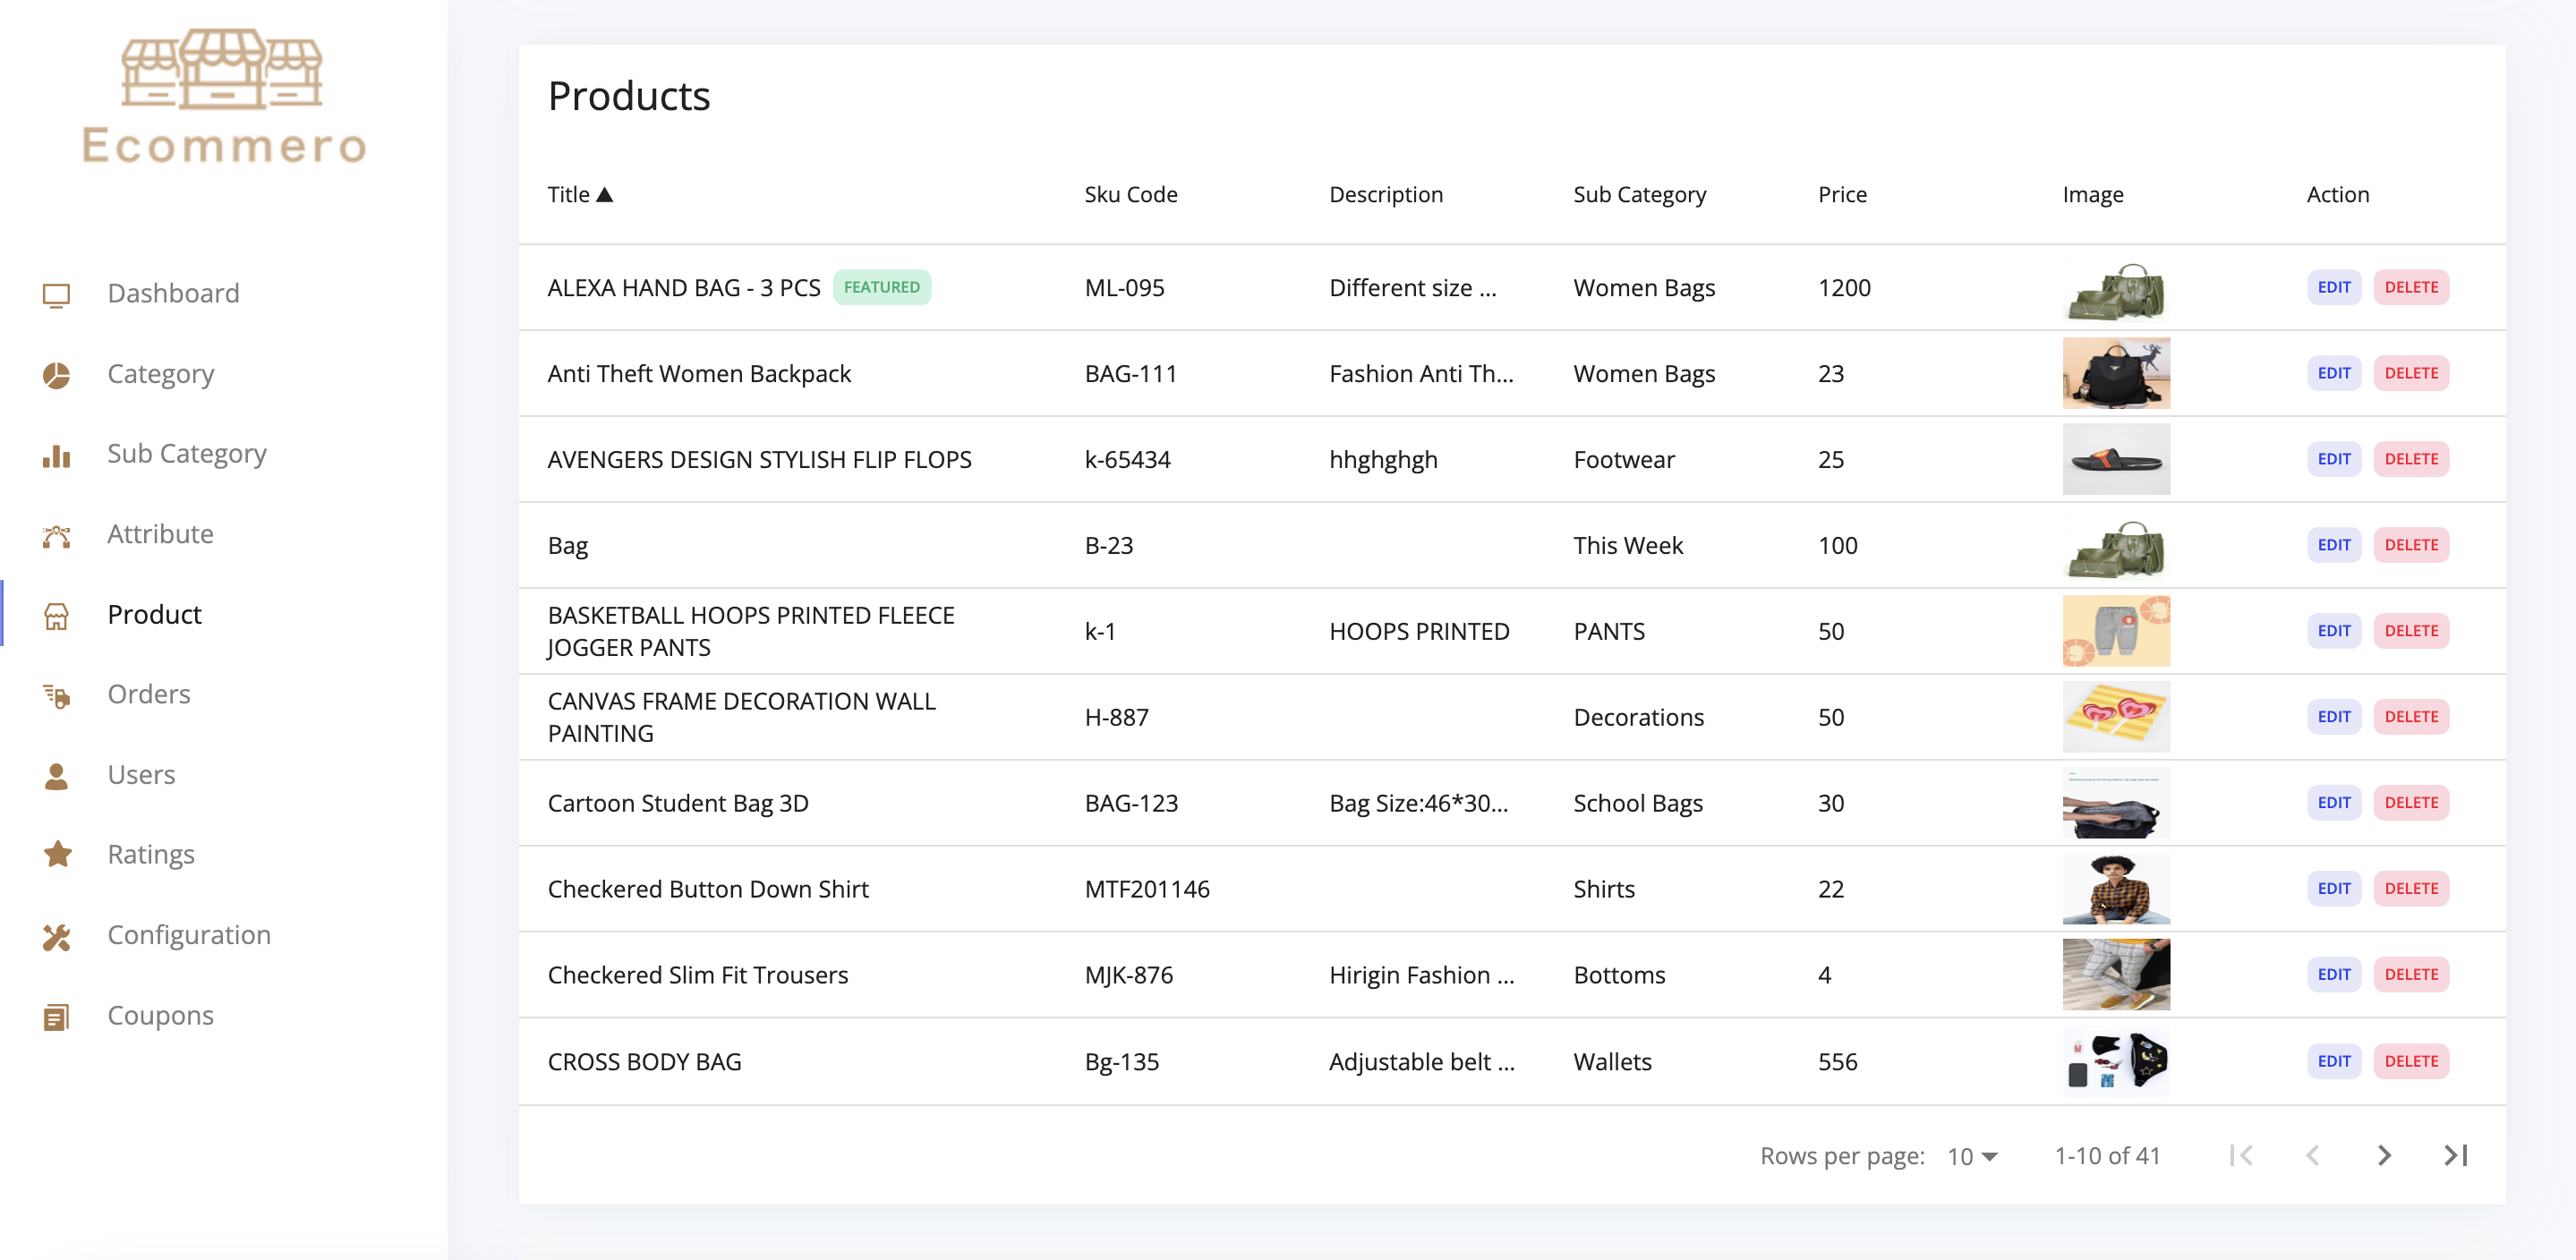 Ecommero
Dashboard
Category
Sub Category
Attribute
Product
Orders
Users
Ratings
Configuration
Coupons
Products
Title ▲ Sku Code Description Sub Category Price Image Action
ALEXA HAND BAG - 3 PCS FEATURED ML-095 Different size ... Women Bags 1200 EDIT DELETE
Anti Theft Women Backpack BAG-111 Fashion Anti Th... Women Bags 23 EDIT DELETE
AVENGERS DESIGN STYLISH FLIP FLOPS k-65434 hhghghgh Footwear 25 EDIT DELETE
Bag B-23 This Week 100 EDIT DELETE
BASKETBALL HOOPS PRINTED FLEECE
JOGGER PANTS k-1 HOOPS PRINTED PANTS 50 EDIT DELETE
CANVAS FRAME DECORATION WALL
PAINTING H-887 Decorations 50 EDIT DELETE
Cartoon Student Bag 3D BAG-123 Bag Size:46*30... School Bags 30 EDIT DELETE
Checkered Button Down Shirt MTF201146 Shirts 22 EDIT DELETE
Checkered Slim Fit Trousers MJK-876 Hirigin Fashion ... Bottoms 4 EDIT DELETE
CROSS BODY BAG Bg-135 Adjustable belt ... Wallets 556 EDIT DELETE
Rows per page: 10 1-10 of 41